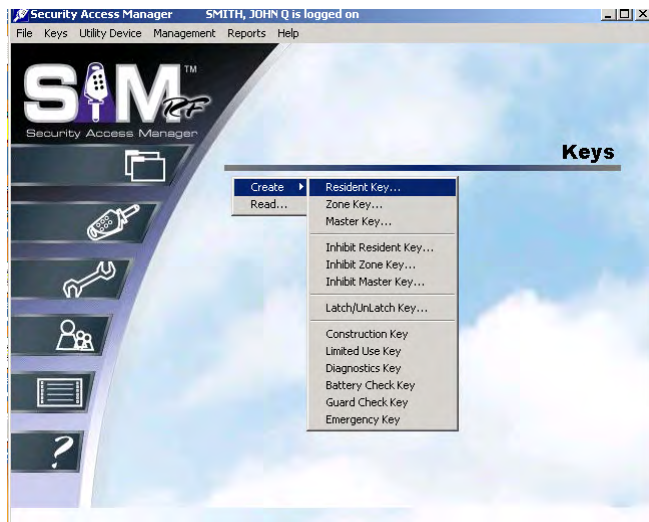 Security Access Manager SMITH, JOHN Q is logged on
File Keys Utility Device Management Reports Help
SAM TM
RF
Security Access Manager
Keys
Create
Read...
Resident Key...
Zone Key...
Master Key...
Inhibit Resident Key...
Inhibit Zone Key...
Inhibit Master Key...
Latch/UnLatch Key...
Construction Key
Limited Use Key
Diagnostics Key
Battery Check Key
Guard Check Key
Emergency Key
?